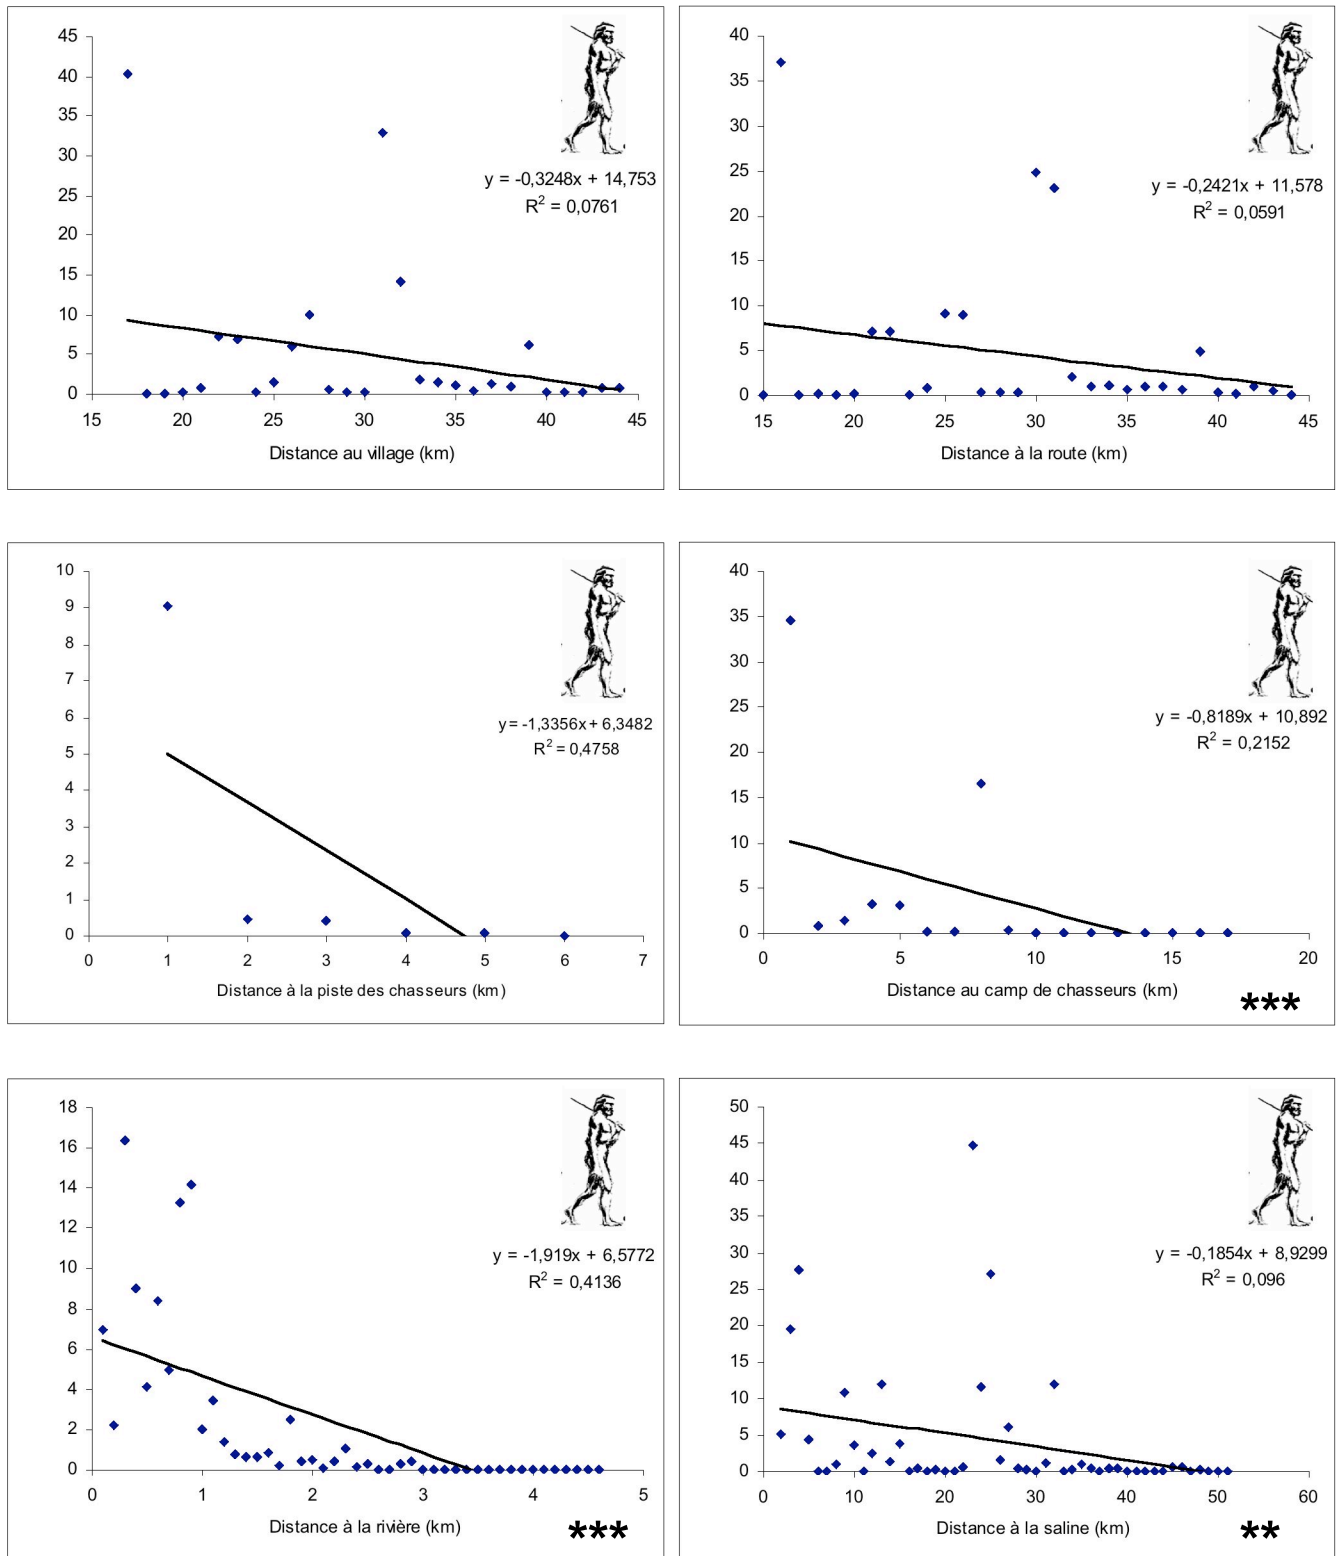 45
40
35
30
25
20
15
10
5
0
15 20 25 30 35 40 45
Distance au village (km)
y = -0,3248x + 14,753
R² = 0,0761
40
35
30
25
20
15
10
5
0
15 20 25 30 35 40 45
Distance à la route (km)
y = -0,2421x + 11,578
R² = 0,0591
10
9
8
7
6
5
4
3
2
1
0
0 1 2 3 4 5 6 7
Distance à la piste des chasseurs (km)
y = -1,3356x + 6,3482
R² = 0,4758
40
35
30
25
20
15
10
5
0
0 5 10 15 20
Distance au camp de chasseurs (km)
y = -0,8189x + 10,892
R² = 0,2152
***
18
16
14
12
10
8
6
4
2
0
0 1 2 3 4 5
Distance à la rivière (km)
y = -1,919x + 6,5772
R² = 0,4136
***
50
45
40
35
30
25
20
15
10
5
0
0 10 20 30 40 50 60
Distance à la saline (km)
y = -0,1854x + 8,9299
R² = 0,096
**